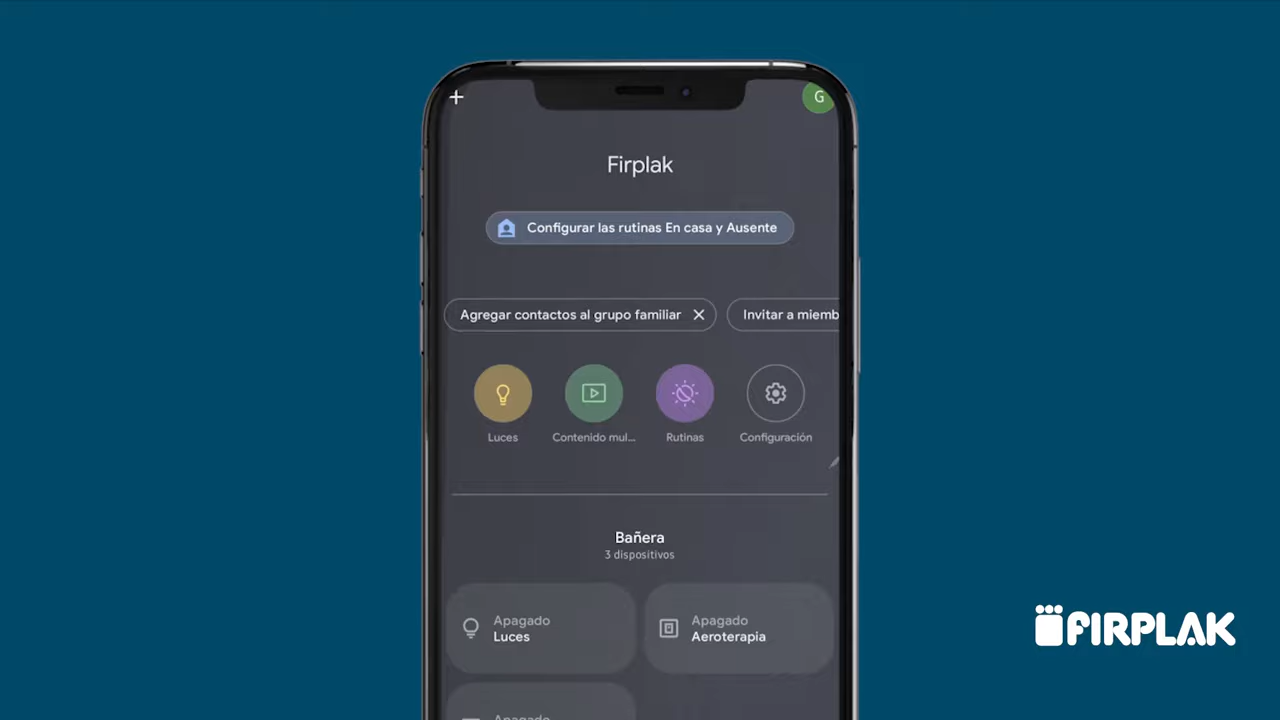 G
Firplak
Configurar las rutinas En casa y Ausente
Agregar contactos al grupo familiar
Invitar a miemb
Luces
Contenido mul...
Rutinas
Configuración
Bañera
3 dispositivos
Apagado
Luces
Apagado
Aeroterapia
Apagado
FIRPLAK